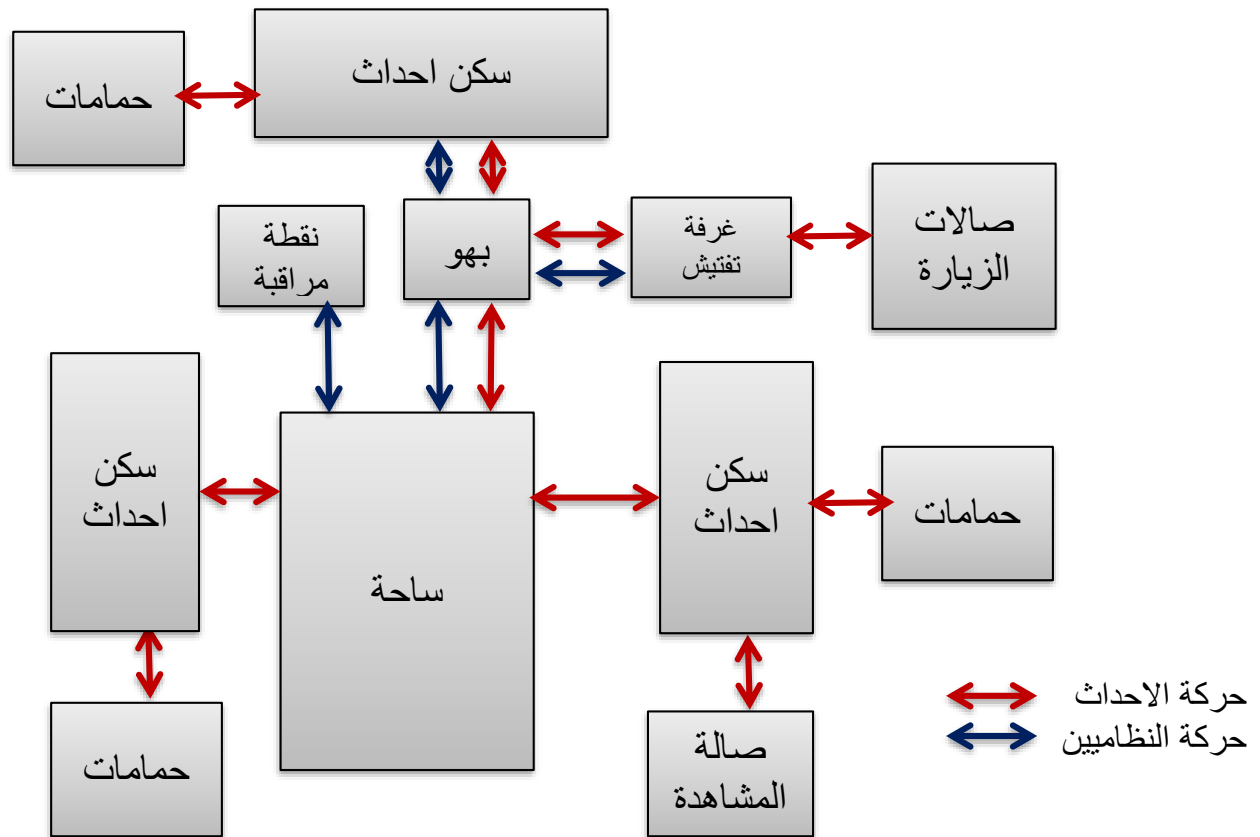 سكن احداث
حمامات
صالات
الزيارة
غرفة
تفتيش
بهو
نقطة
مراقبة
سكن
احداث
ساحة
سكن
احداث
حمامات
حمامات
صالة
المشاهدة
حركة الاحداث
حركة النظاميين